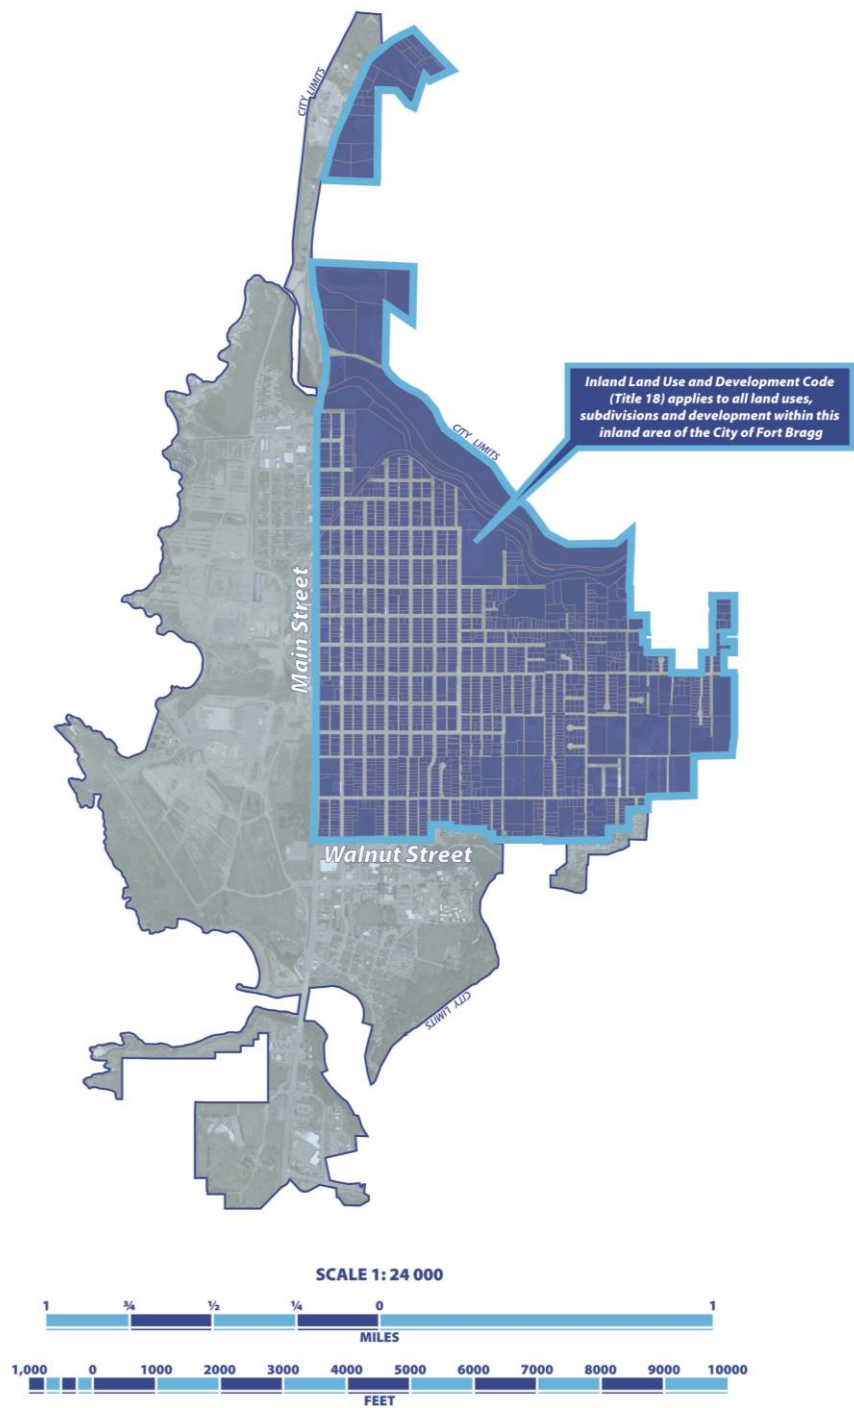 CITY LIMITS
Inland Land Use and Development Code
(Title 18) applies to all land uses,
subdivisions and development within this
inland area of the City of Fort Bragg
CITY LIMITS
Main Street
Walnut Street
CITY LIMITS
SCALE 1: 24 000
1 ¾ ½ ¼ 0 1
MILES
1,000 0 1000 2000 3000 4000 5000 6000 7000 8000 9000 10000
FEET